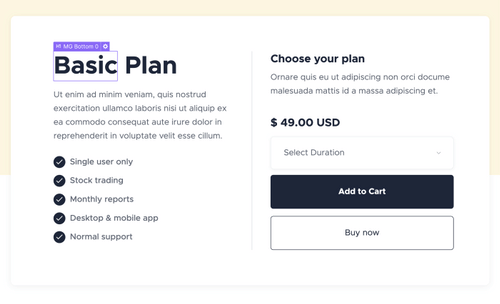 H1 MG Bottom 0
Basic Plan
Ut enim ad minim veniam, quis nostrud
exercitation ullamco laboris nisi ut aliquip ex
ea commodo consequat aute irure dolor in
reprehenderit in voluptate velit esse cillum.
Single user only
Stock trading
Monthly reports
Desktop & mobile app
Normal support
Choose your plan
Ornare quis eu ut adipiscing non orci docume
malesuada mattis id a massa adipiscing et.
$ 49.00 USD
Select Duration
Add to Cart
Buy now